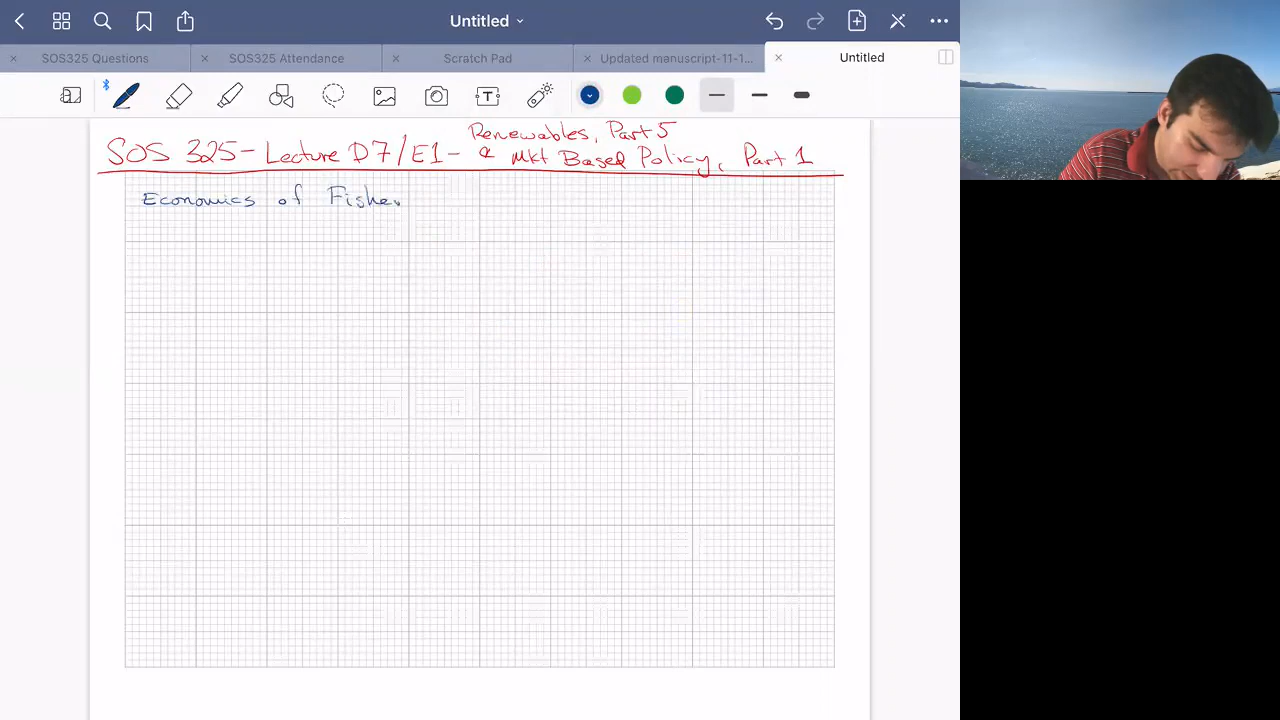 Untitled
SOS325 Questions
SOS325 Attendance
Scratch Pad
Updated manuscript-11-1...
Untitled
Renewables, Part 5
SOS 325- Lecture D7/E1- & Mkt Based Policy, Part 1
Economics of Fisher